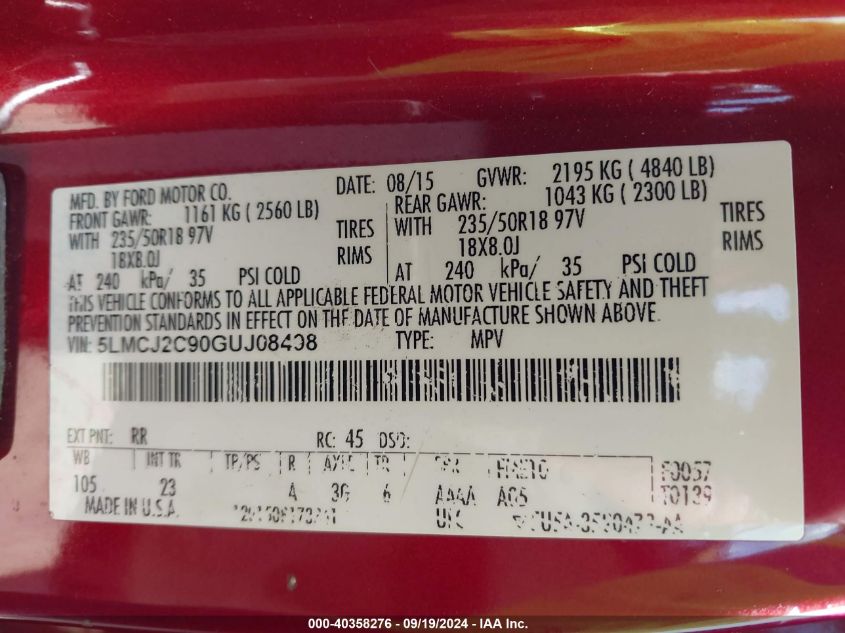 MFD. BY FORD MOTOR CO. DATE: 08/15 GVWR: 2195 KG ( 4840 LB)
FRONT GAWR: 1161 KG ( 2560 LB) REAR GAWR: 1043 KG ( 2300 LB)
WITH 235/50R18 97V TIRES WITH 235/50R18 97V TIRES
18X8.0J RIMS 18X8.0J RIMS
AT 240 kPa/ 35 PSI COLD AT 240 kPa/ 35 PSI COLD
THIS VEHICLE CONFORMS TO ALL APPLICABLE FEDERAL MOTOR VEHICLE SAFETY AND THEFT
PREVENTION STANDARDS IN EFFECT ON THE DATE OF MANUFACTURE SHOWN ABOVE.
VIN: TYPE: MPV
EXT PNT: RR RC: 45 DSO:
WB INT TR TP/PS R AXLE TR
105 23 4 3G 6 AAAA A05
MADE IN U.S.A. UFC
000-40358276 - 09/19/2024 - IAA Inc.